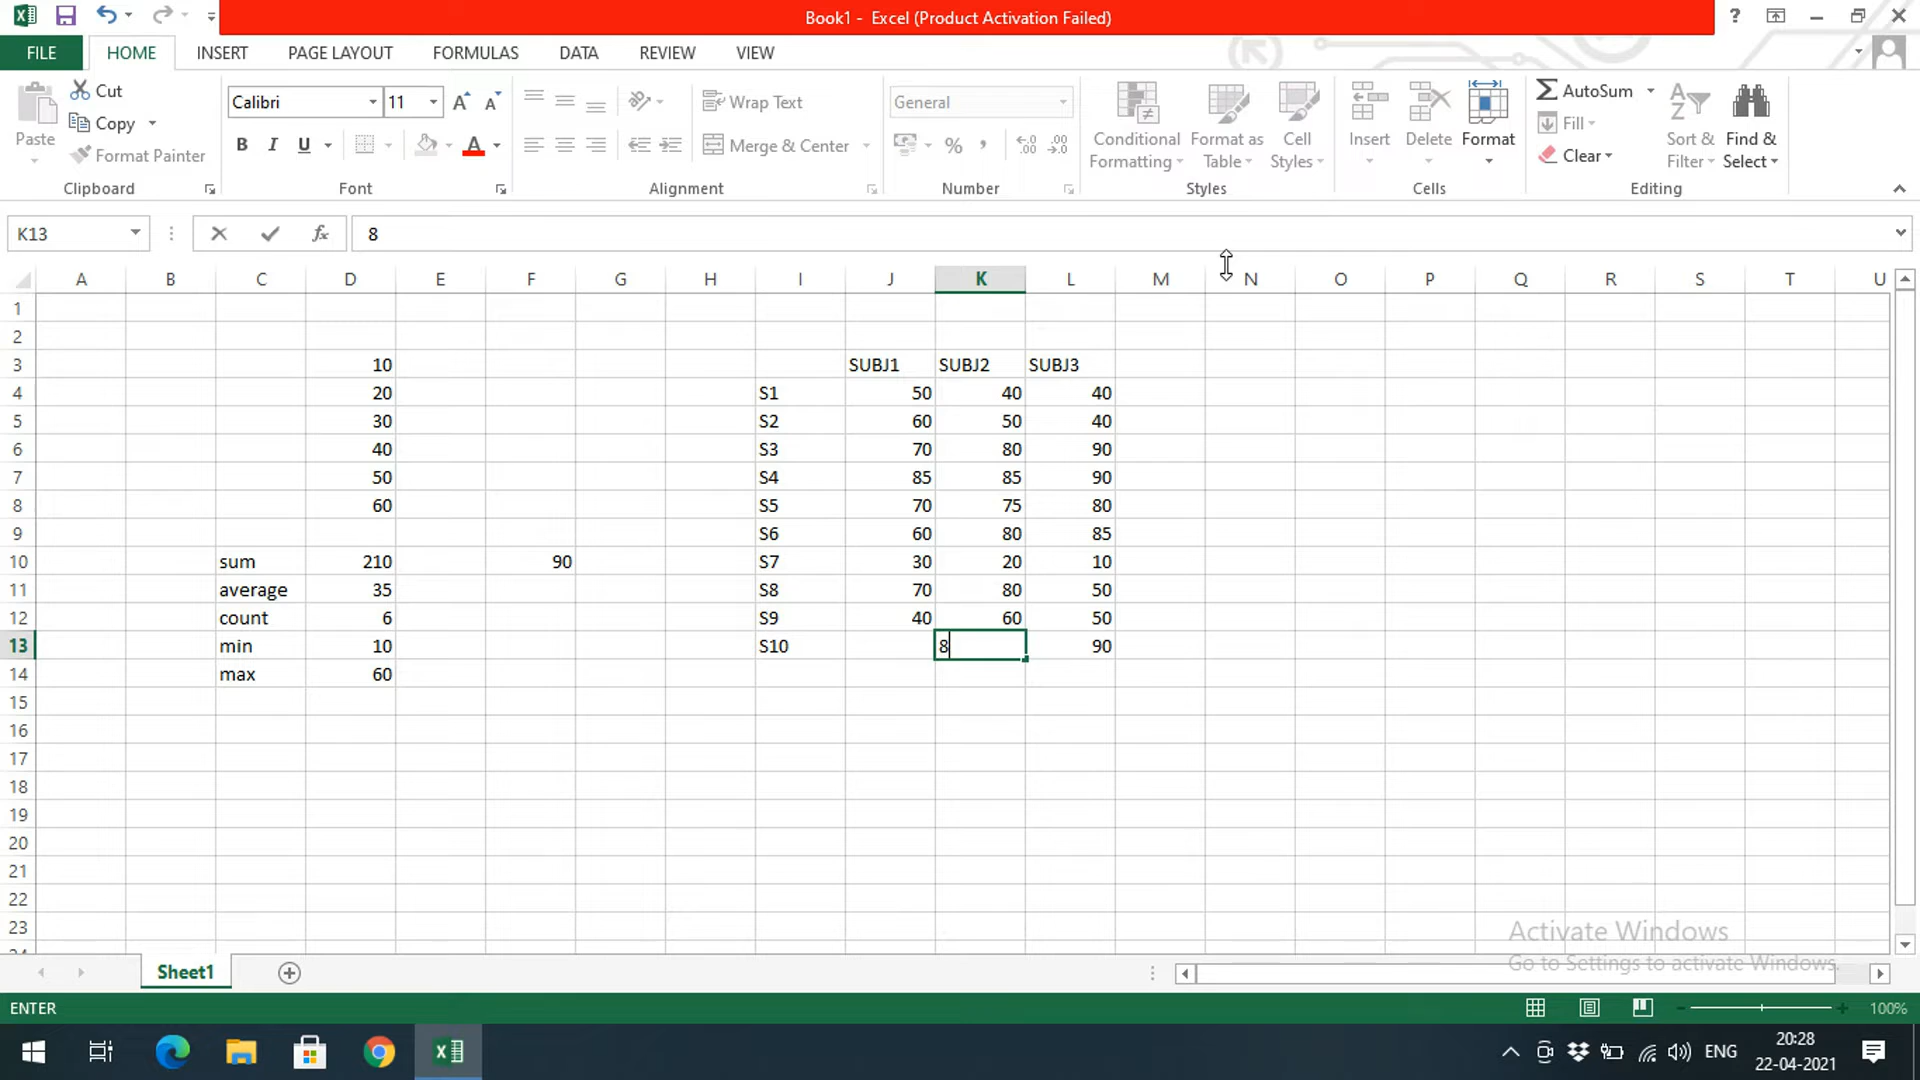 Book1 - Excel (Product Activation Failed)
FILE HOME INSERT PAGE LAYOUT FORMULAS DATA REVIEW VIEW
Cut
Copy
Format Painter
Paste
Clipboard
Calibri 11
B I U A
Font
Wrap Text
Merge & Center
Alignment
General
% ,
Number
Conditional Formatting
Format as Table
Cell Styles
Styles
Insert
Delete
Format
Cells
AutoSum
Fill
Clear
Sort & Filter
Find & Select
Editing
K13 fx 8
A B C D E F G H I J K L M N O P Q R S T U
1
2
3 10 SUBJ1 SUBJ2 SUBJ3
4 20 S1 50 40 40
5 30 S2 60 50 40
6 40 S3 70 80 90
7 50 S4 85 85 90
8 60 S5 70 75 80
9 S6 60 80 85
10 sum 210 90 S7 30 20 10
11 average 35 S8 70 80 50
12 count 6 S9 40 60 50
13 min 10 S10 8 90
14 max 60
15
16
17
18
19
20
21
22
23
Activate Windows
Go to Settings to activate Windows.
Sheet1
ENTER 100%
ENG
20:28
22-04-2021